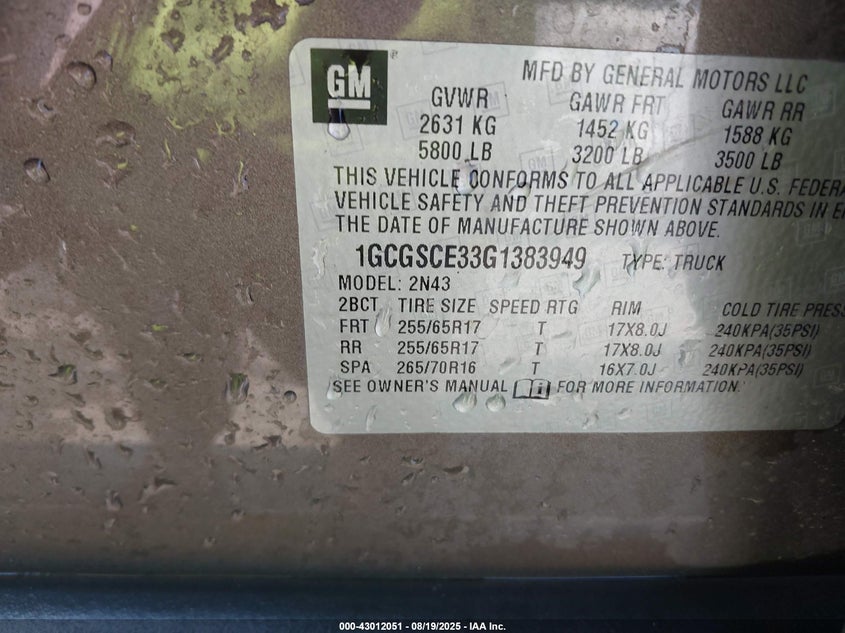 GM
MFD BY GENERAL MOTORS LLC
GVWR GAWR FRT GAWR RR
2631 KG 1452 KG 1588 KG
5800 LB 3200 LB 3500 LB
THIS VEHICLE CONFORMS TO ALL APPLICABLE U.S. FEDERA
VEHICLE SAFETY AND THEFT PREVENTION STANDARDS IN E
THE DATE OF MANUFACTURE SHOWN ABOVE.
1GCGSCE33G1383949 TYPE: TRUCK
MODEL: 2N43
2BCT TIRE SIZE SPEED RTG RIM COLD TIRE PRES
FRT 255/65R17 T 17X8.0J 240KPA(35PSI)
RR 255/65R17 T 17X8.0J 240KPA(35PSI)
SPA 265/70R16 T 16X7.0J 240KPA(35PSI)
SEE OWNER'S MANUAL FOR MORE INFORMATION.
000-43012051 - 08/19/2025 - IAA Inc.